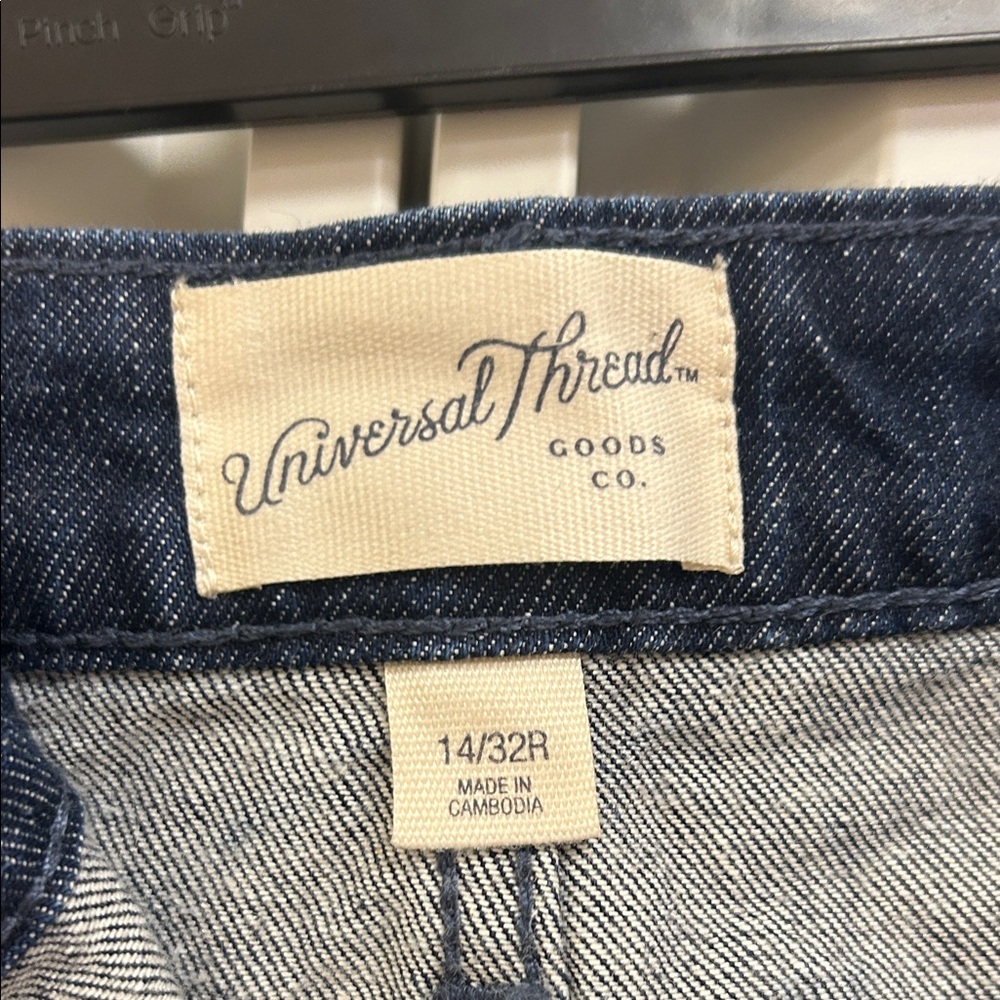 Pinch Grip®
Universal Thread™
GOODS
CO.
14/32R
MADE IN
CAMBODIA